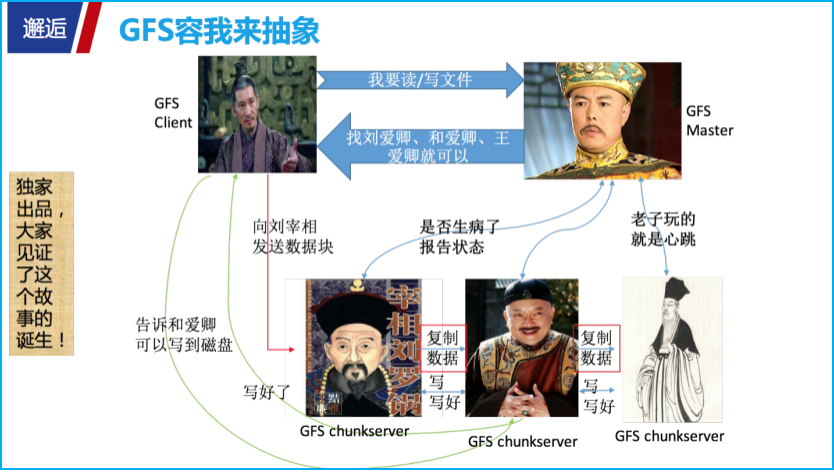 邂逅
GFS容我来抽象
GFS
Client
我要读/写文件
GFS
Master
找刘爱卿、和爱卿、王
爱卿就可以
独家
出品，
大家
见证
了这
个故
事的
诞生！
向刘宰相
发送数据块
是否生病了
报告状态
老子玩的
就是心跳
告诉和爱卿
可以写到磁盘
宰相刘罗锅
复制
数据
复制
数据
写好了
写
写好
写
写好
GFS chunkserver
GFS chunkserver
GFS chunkserver